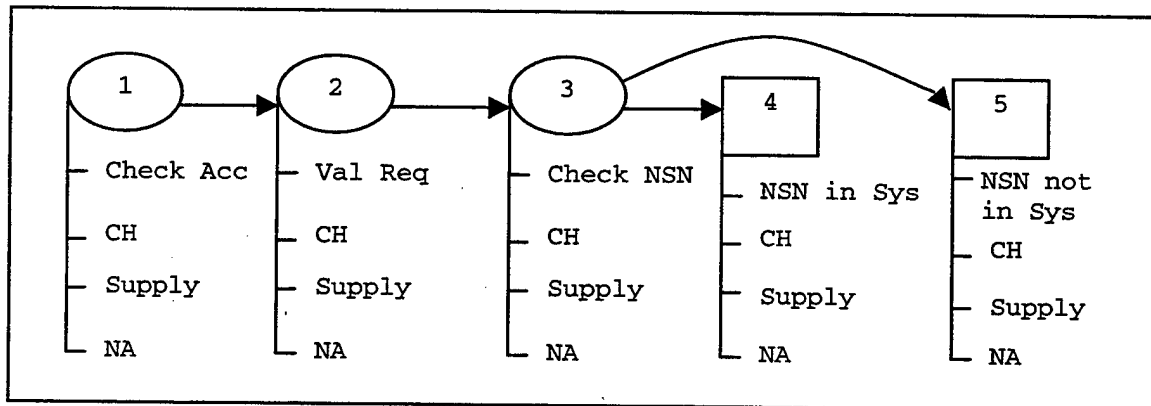 1
Check Acc
CH
Supply
NA
2
Val Req
CH
Supply
NA
3
Check NSN
CH
Supply
NA
4
NSN in Sys
CH
Supply
NA
5
NSN not
in Sys
CH
Supply
NA